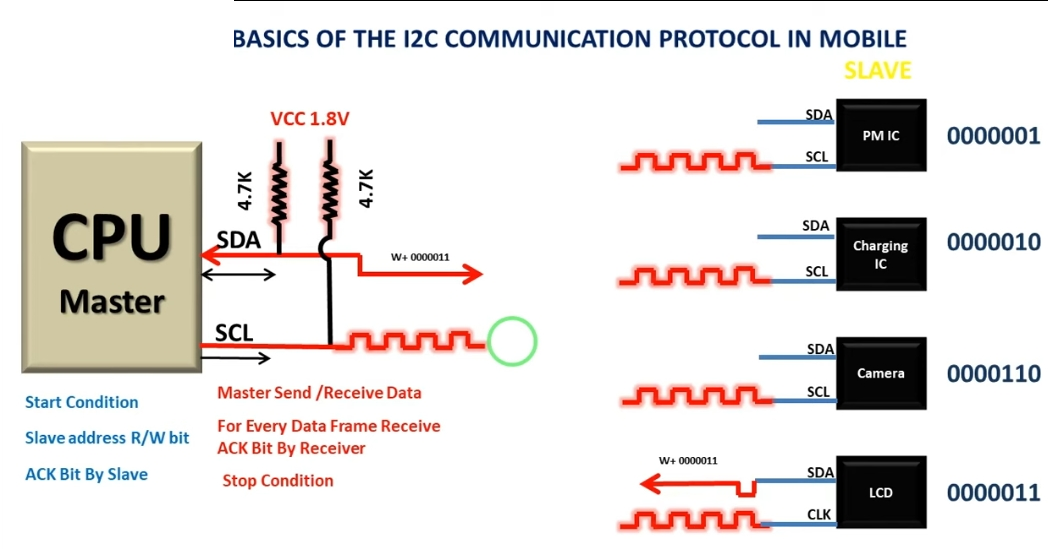 BASICS OF THE I2C COMMUNICATION PROTOCOL IN MOBILE
SLAVE
VCC 1.8V
4.7K
4.7K
CPU
Master
SDA
W+ 0000011
SCL
Start Condition
Slave address R/W bit
ACK Bit By Slave
Master Send /Receive Data
For Every Data Frame Receive
ACK Bit By Receiver
Stop Condition
SDA
SCL
PM IC
0000001
SDA
SCL
Charging
IC
0000010
SDA
SCL
Camera
0000110
W+ 0000011
SDA
CLK
LCD
0000011